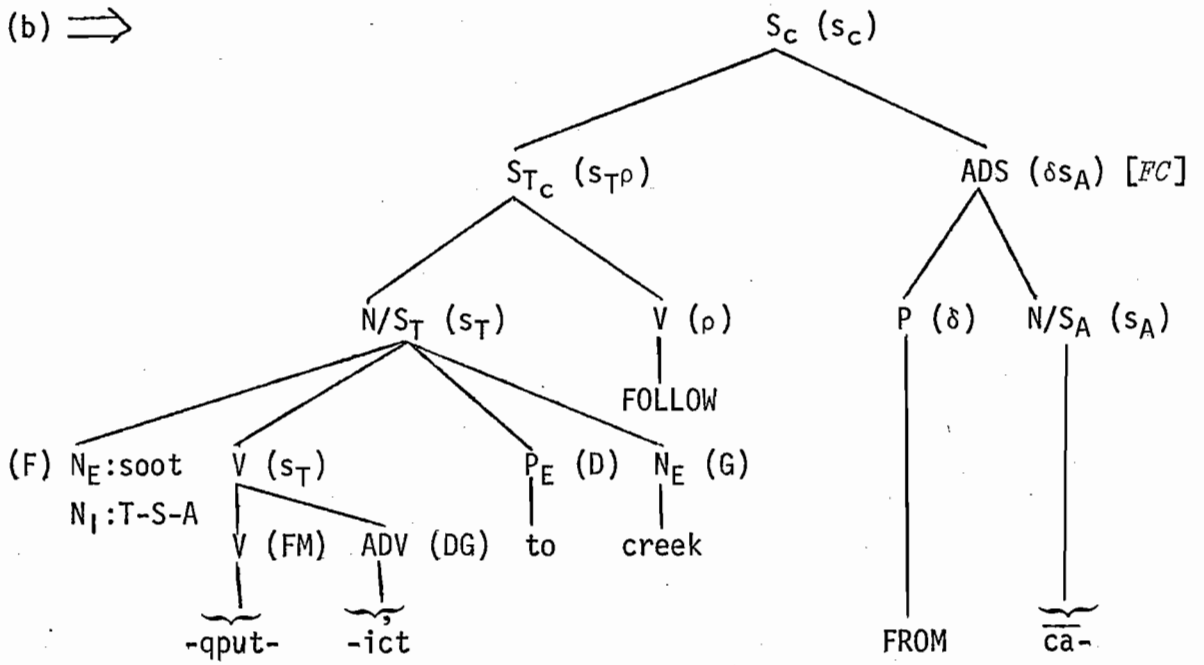 (b) ⟹ S_c (s_c)
S_T_c (s_Tρ) ADS (δs_A) [FC]
N/S_T (s_T) V (ρ) P (δ) N/S_A (s_A)
FOLLOW
(F) N_E:soot V (s_T) P_E (D) N_E (G)
N_I:T-S-A
V (FM) ADV (DG) to creek
-qput- -ic̓t FROM c̅a̅-